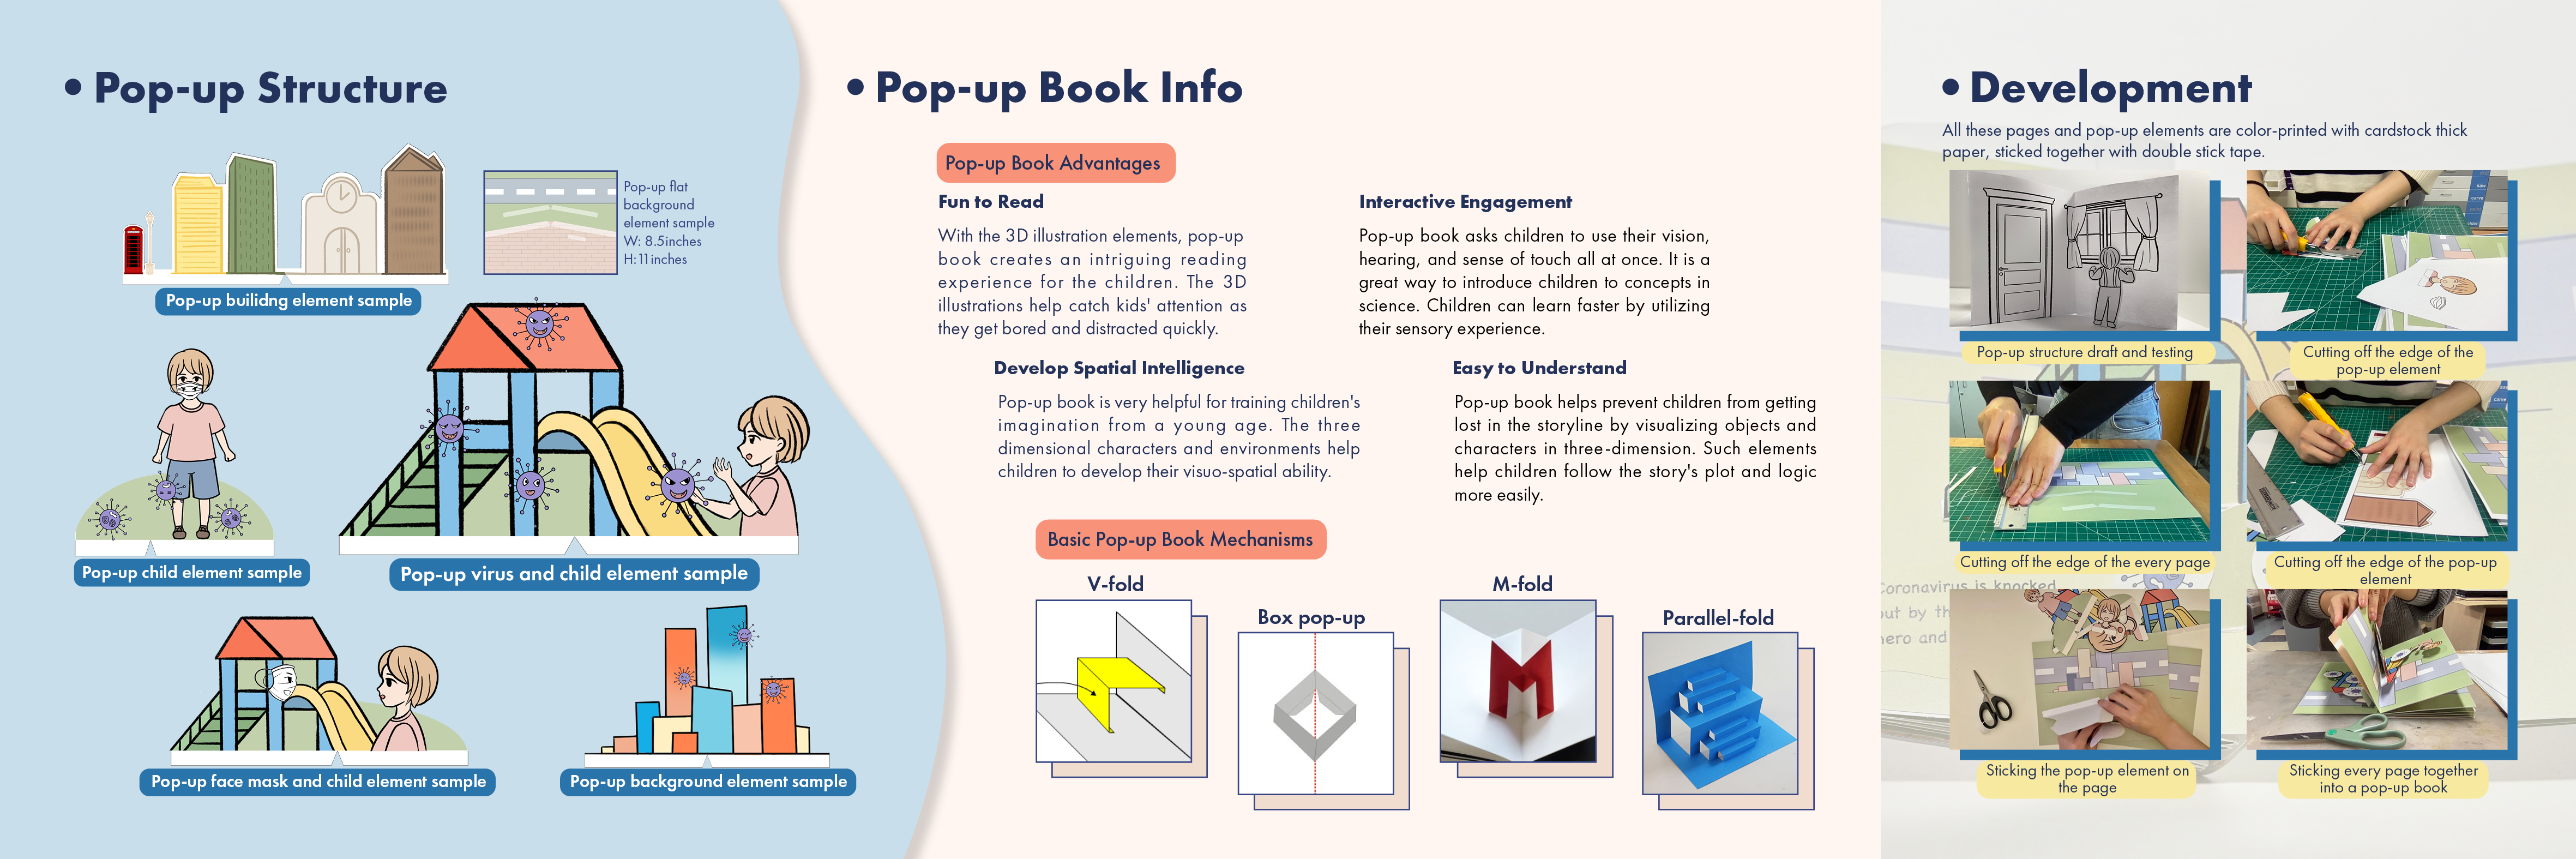 • Pop-up Structure
Pop-up flat
background
element sample
W: 8.5inches
H:11inches
Pop-up builidng element sample
Pop-up child element sample
Pop-up virus and child element sample
Pop-up face mask and child element sample
Pop-up background element sample
• Pop-up Book Info
Pop-up Book Advantages
Fun to Read
With the 3D illustration elements, pop-up
book creates an intriguing reading
experience for the children. The 3D
illustrations help catch kids' attention as
they get bored and distracted quickly.
Interactive Engagement
Pop-up book asks children to use their vision,
hearing, and sense of touch all at once. It is a
great way to introduce children to concepts in
science. Children can learn faster by utilizing
their sensory experience.
Develop Spatial Intelligence
Pop-up book is very helpful for training children's
imagination from a young age. The three
dimensional characters and environments help
children to develop their visuo-spatial ability.
Easy to Understand
Pop-up book helps prevent children from getting
lost in the storyline by visualizing objects and
characters in three-dimension. Such elements
help children follow the story's plot and logic
more easily.
Basic Pop-up Book Mechanisms
V-fold
Box pop-up
M-fold
Parallel-fold
• Development
All these pages and pop-up elements are color-printed with cardstock thick
paper, sticked together with double stick tape.
Pop-up structure draft and testing
Cutting off the edge of the
pop-up element
Cutting off the edge of the every page
Cutting off the edge of the pop-up
element
Coronavirus is knocked
out by th
hero and
Sticking the pop-up element on
the page
Sticking every page together
into a pop-up book